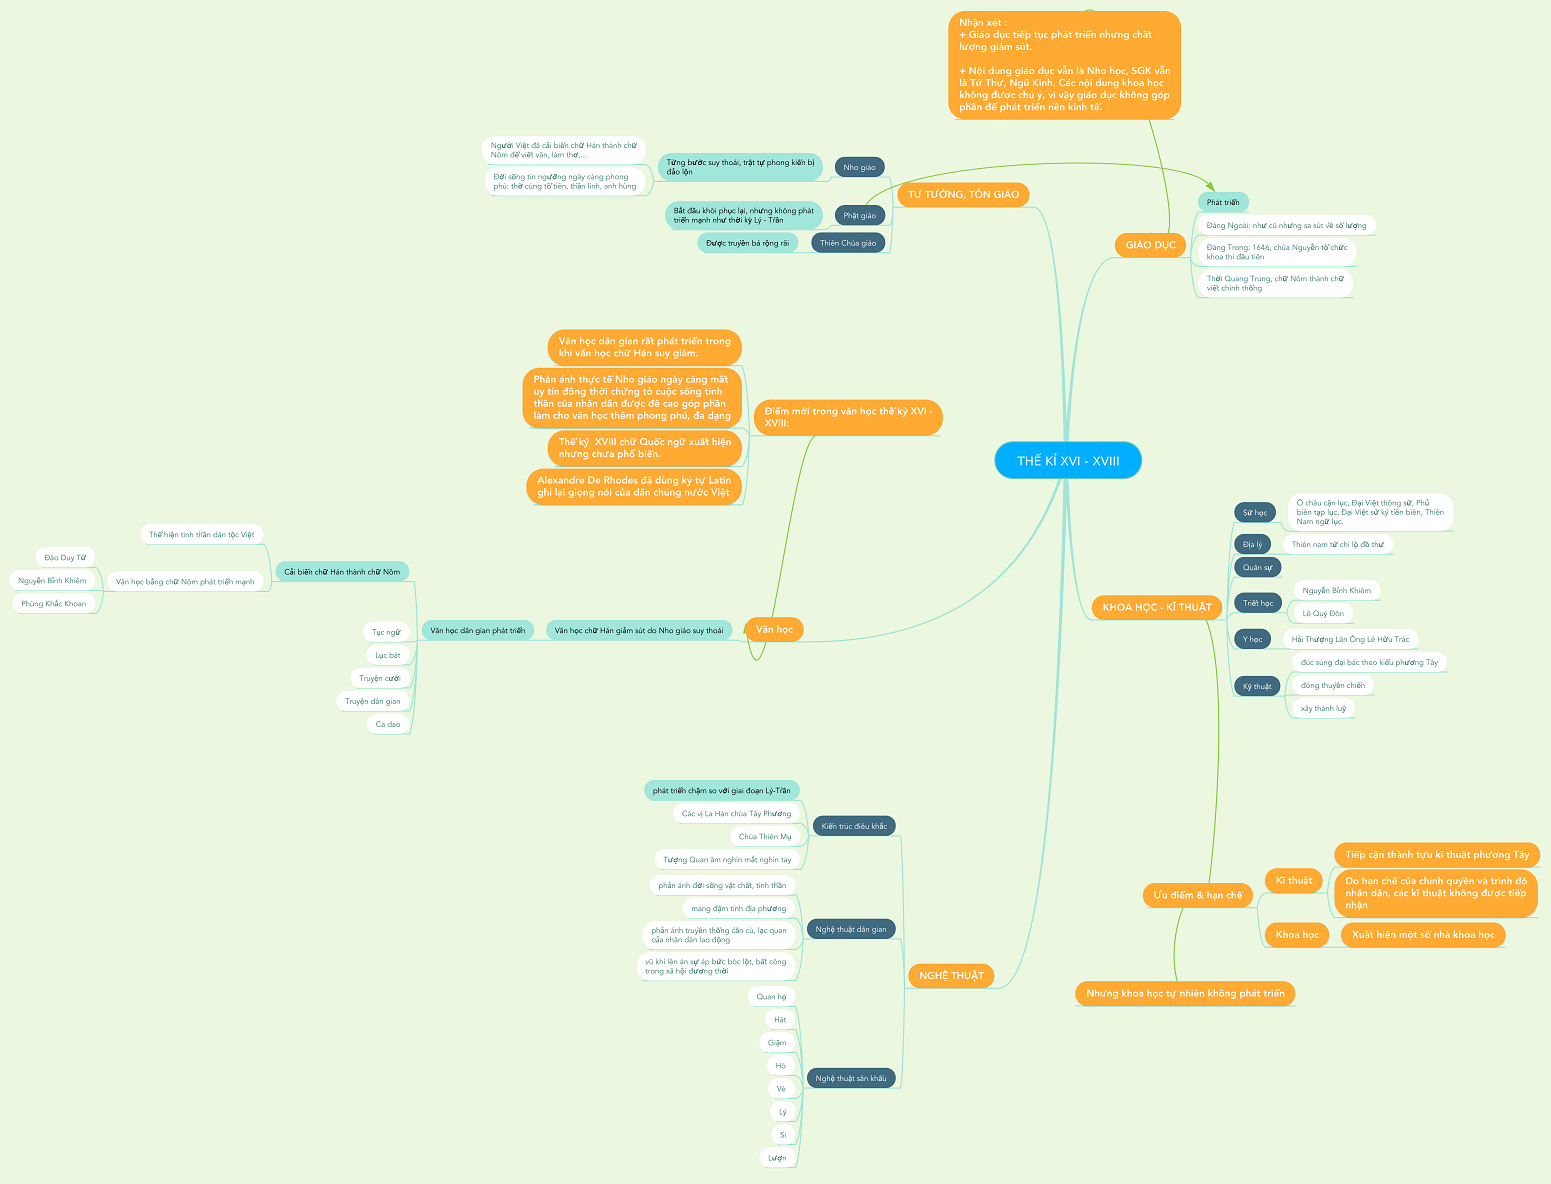 THẾ KỈ XVI - XVIII
GIÁO DỤC
Nhận xét :
+ Giáo dục tiếp tục phát triển nhưng chất
lượng giảm sút.
+ Nội dung giáo dục vẫn là Nho học, SGK vẫn
là Tứ Thư, Ngũ Kinh. Các nội dung khoa học
không được chú ý, vì vậy giáo dục không góp
phần để phát triển nền kinh tế.
Phát triển
Đàng Ngoài: như cũ nhưng sa sút về số lượng
Đàng Trong: 1646, chúa Nguyễn tổ chức
khoa thi đầu tiên
Thời Quang Trung, chữ Nôm thành chữ
viết chính thống
KHOA HỌC - KĨ THUẬT
Sử học
Ô châu cận lục, Đại Việt thông sử, Phủ
biên tạp lục, Đại Việt sử ký tiền biên, Thiên
Nam ngữ lục.
Địa lý
Thiên nam tứ chí lộ đồ thư
Quân sự
Triết học
Nguyễn Bỉnh Khiêm
Lê Quý Đôn
Y học
Hải Thượng Lãn Ông Lê Hữu Trác
Kỹ thuật
đúc súng đại bác theo kiểu phương Tây
đóng thuyền chiến
xây thành luỹ
Ưu điểm & hạn chế
Kĩ thuật
Tiếp cận thành tựu kĩ thuật phương Tây
Do hạn chế của chính quyền và trình độ
nhân dân, các kĩ thuật không được tiếp
nhận
Khoa học
Xuất hiện một số nhà khoa học
Nhưng khoa học tự nhiên không phát triển
TƯ TƯỞNG, TÔN GIÁO
Nho giáo
Từng bước suy thoái, trật tự phong kiến bị
đảo lộn
Người Việt đã cải biến chữ Hán thành chữ
Nôm để viết văn, làm thơ,...
Đời sống tín ngưỡng ngày càng phong
phú: thờ cúng tổ tiên, thần linh, anh hùng
Phật giáo
Bắt đầu khôi phục lại, nhưng không phát
triển mạnh như thời kỳ Lý - Trần
Thiên Chúa giáo
Được truyền bá rộng rãi
Điểm mới trong văn học thế kỷ XVI -
XVIII:
Văn học dân gian rất phát triển trong
khi văn học chữ Hán suy giảm.
Phản ánh thực tế Nho giáo ngày càng mất
uy tín đồng thời chứng tỏ cuộc sống tinh
thần của nhân dân được đề cao góp phần
làm cho văn học thêm phong phú, đa dạng
Thế kỷ XVIII chữ Quốc ngữ xuất hiện
nhưng chưa phổ biến.
Alexandre De Rhodes đã dùng ký tự Latin
ghi lại giọng nói của dân chúng nước Việt
Văn học
Văn học chữ Hán giảm sút do Nho giáo suy thoái
Văn học dân gian phát triển
Cải biến chữ Hán thành chữ Nôm
Thể hiện tinh thần dân tộc Việt
Văn học bằng chữ Nôm phát triển mạnh
Đào Duy Từ
Nguyễn Bỉnh Khiêm
Phùng Khắc Khoan
Tục ngữ
Lục bát
Truyện cười
Truyện dân gian
Ca dao
NGHỆ THUẬT
Kiến trúc điêu khắc
phát triển chậm so với giai đoạn Lý-Trần
Các vị La Hán chùa Tây Phương
Chùa Thiên Mụ
Tượng Quan âm nghìn mắt nghìn tay
Nghệ thuật dân gian
phản ánh đời sống vật chất, tinh thần
mang đậm tính địa phương
phản ánh truyền thống cần cù, lạc quan
của nhân dân lao động
vũ khí lên án sự áp bức bóc lột, bất công
trong xã hội đương thời
Nghệ thuật sân khấu
Quan họ
Hát
Giặm
Hò
Vè
Lý
Si
Lượn